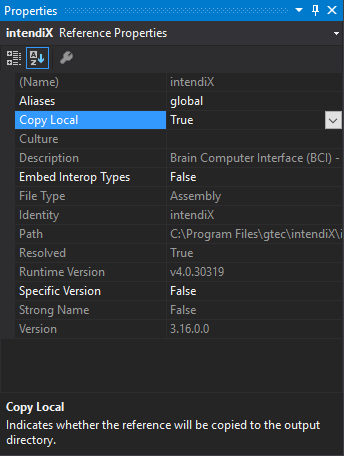 Properties
intendiX Reference Properties
(Name) intendiX
Aliases global
Copy Local True
Culture
Description Brain Computer Interface (BCI) -
Embed Interop Types False
File Type Assembly
Identity intendiX
Path C:\Program Files\gtec\intendiX\i
Resolved True
Runtime Version v4.0.30319
Specific Version False
Strong Name False
Version 3.16.0.0
Copy Local
Indicates whether the reference will be copied to the output
directory.